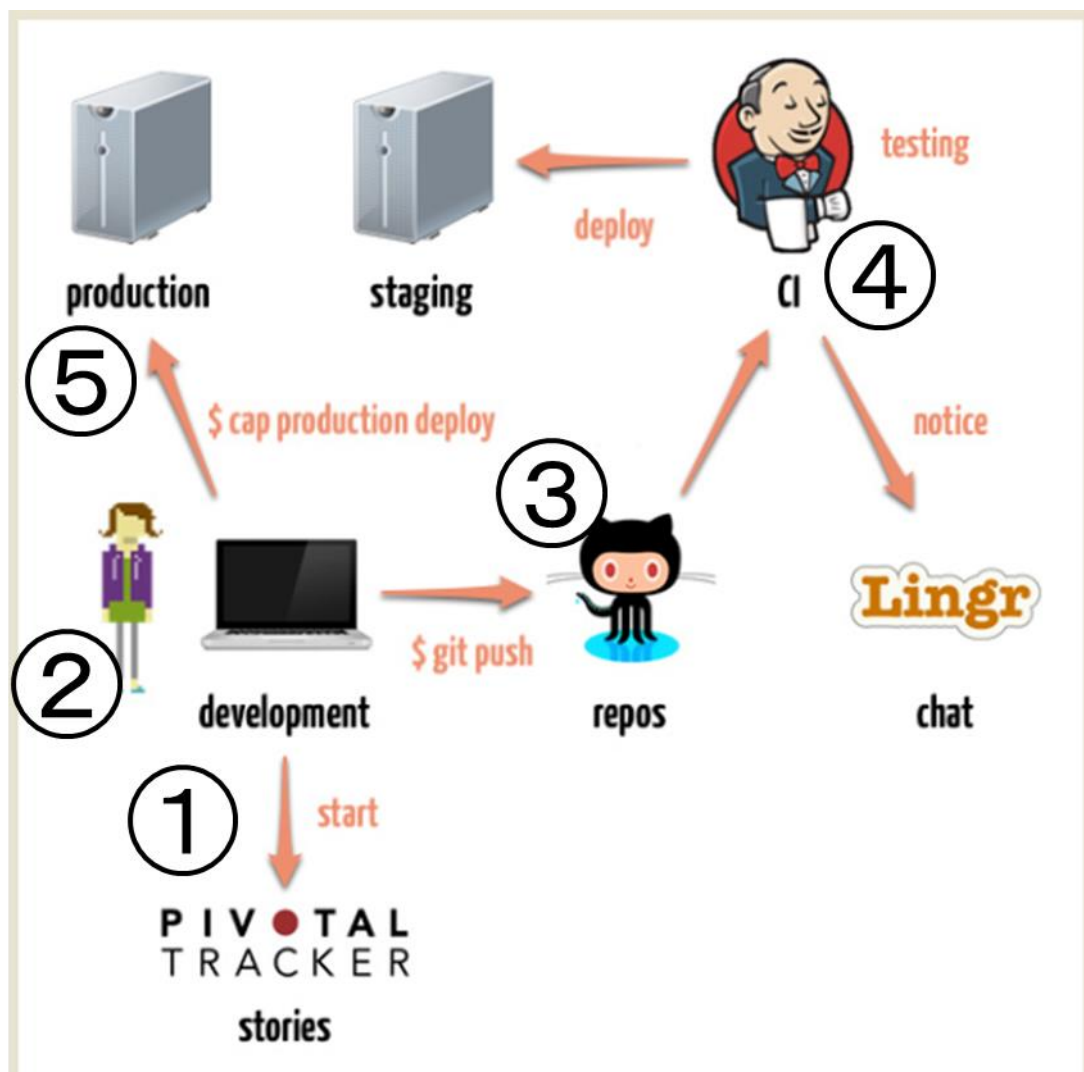 testing
deploy
production
staging
CI
④
⑤
$ cap production deploy
notice
③
Lingr
$ git push
②
development
repos
chat
①
start
PIVOTAL
TRACKER
stories